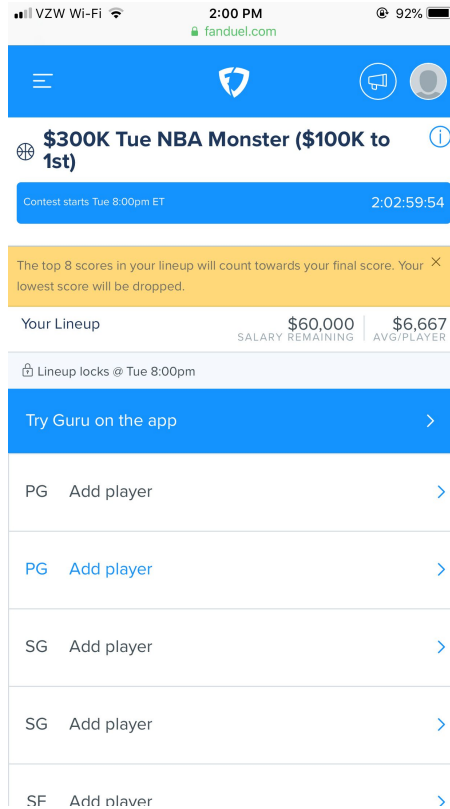 VZW Wi-Fi 2:00 PM 92%
fanduel.com
$300K Tue NBA Monster ($100K to
1st)
Contest starts Tue 8:00pm ET 2:02:59:54
The top 8 scores in your lineup will count towards your final score. Your
lowest score will be dropped.
Your Lineup $60,000 $6,667
SALARY REMAINING AVG/PLAYER
Lineup locks @ Tue 8:00pm
Try Guru on the app
PG Add player
PG Add player
SG Add player
SG Add player
SF Add player